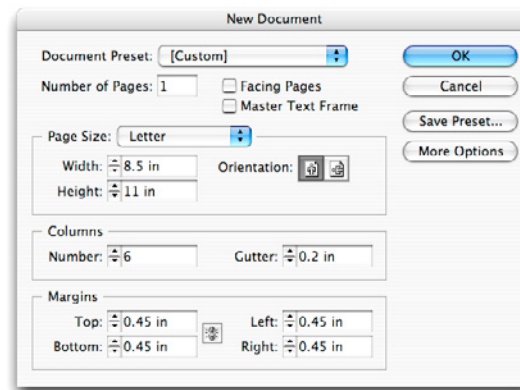 New Document
Document Preset: [Custom]
OK
Number of Pages: 1
Facing Pages
Cancel
Master Text Frame
Save Preset...
Page Size: Letter
More Options
Width: 8.5 in
Orientation:
Height: 11 in
Columns
Number: 6
Gutter: 0.2 in
Margins
Top: 0.45 in
Left: 0.45 in
Bottom: 0.45 in
Right: 0.45 in